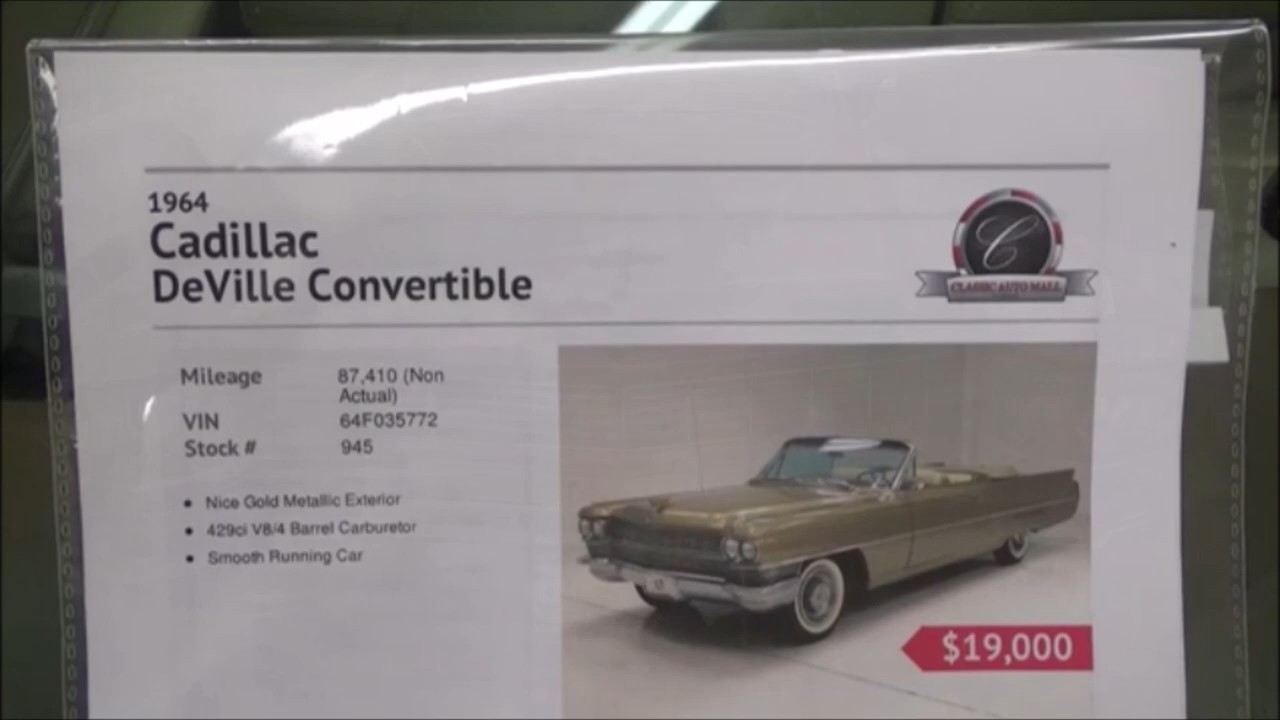 1964
Cadillac
DeVille Convertible
C
CLASSIC AUTO MALL
Mileage 87,410 (Non
Actual)
VIN 64F035772
Stock # 945
• Nice Gold Metallic Exterior
• 429ci V8/4 Barrel Carburetor
• Smooth Running Car
$19,000